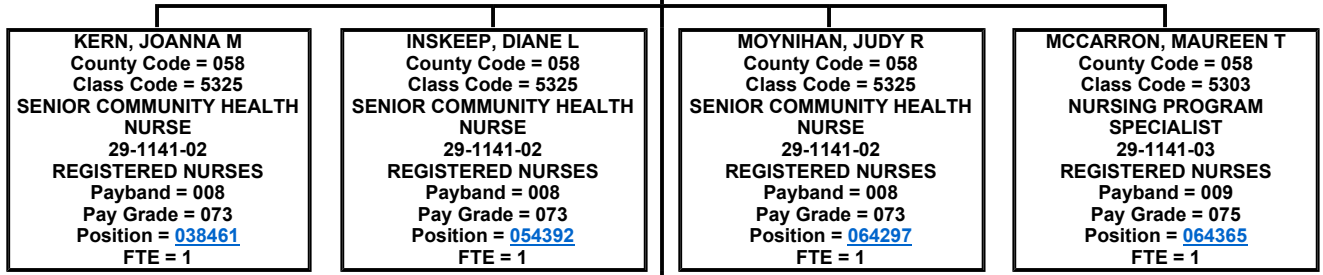 KERN, JOANNA M
County Code = 058
Class Code = 5325
SENIOR COMMUNITY HEALTH
NURSE
29-1141-02
REGISTERED NURSES
Payband = 008
Pay Grade = 073
Position = 038461
FTE = 1
INSKEEP, DIANE L
County Code = 058
Class Code = 5325
SENIOR COMMUNITY HEALTH
NURSE
29-1141-02
REGISTERED NURSES
Payband = 008
Pay Grade = 073
Position = 054392
FTE = 1
MOYNIHAN, JUDY R
County Code = 058
Class Code = 5325
SENIOR COMMUNITY HEALTH
NURSE
29-1141-02
REGISTERED NURSES
Payband = 008
Pay Grade = 073
Position = 064297
FTE = 1
MCCARRON, MAUREEN T
County Code = 058
Class Code = 5303
NURSING PROGRAM
SPECIALIST
29-1141-03
REGISTERED NURSES
Payband = 009
Pay Grade = 075
Position = 064365
FTE = 1